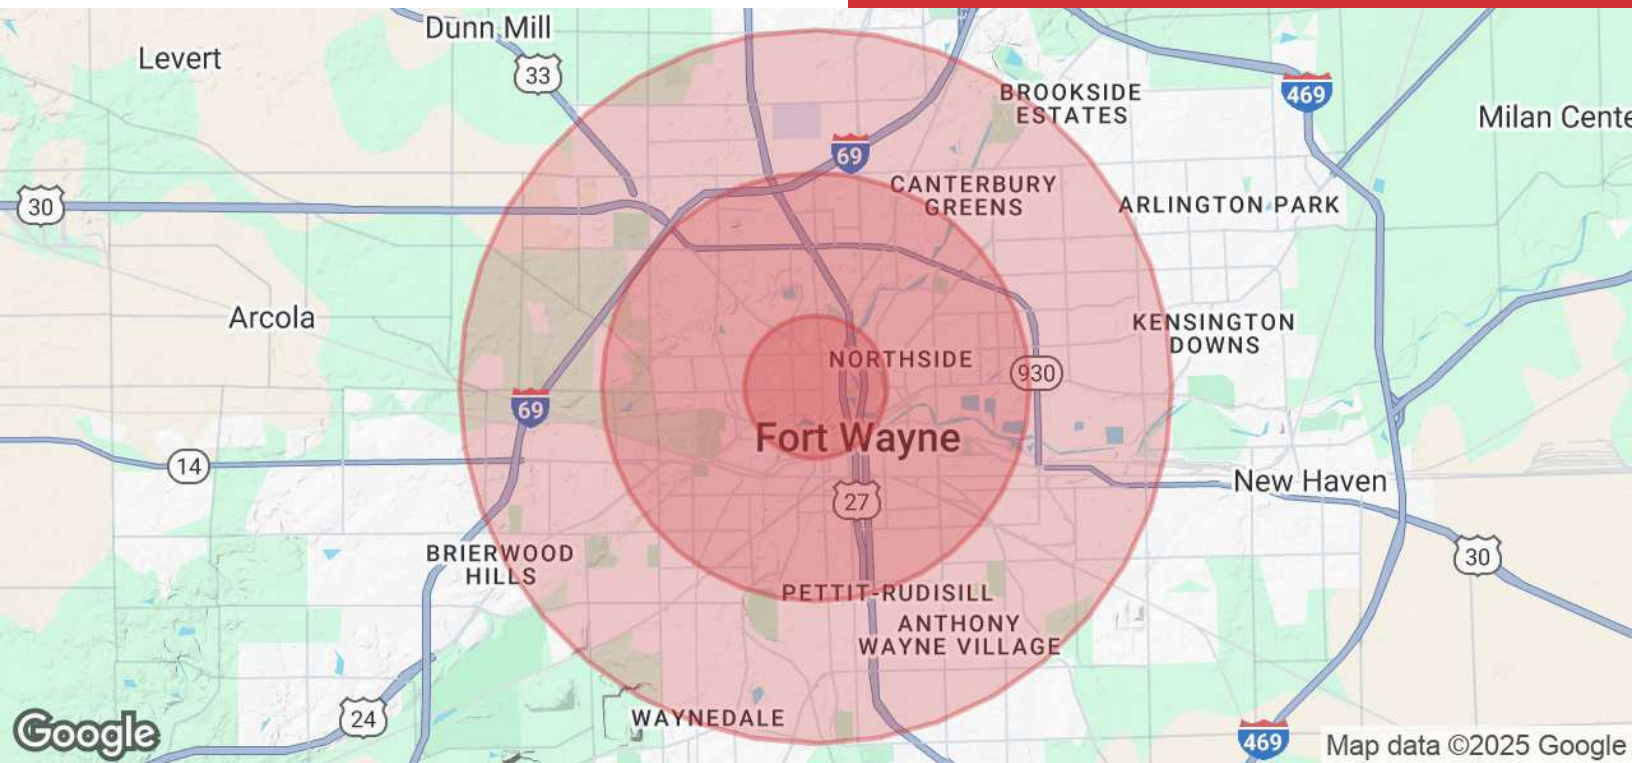 Dunn Mill
Levert
33
BROOKSIDE
ESTATES
469
Milan Cente
69
30
CANTERBURY
GREENS
ARLINGTON PARK
Arcola
KENSINGTON
DOWNS
NORTHSIDE
930
69
Fort Wayne
14
New Haven
27
BRIERWOOD
HILLS
30
PETTIT-RUDISILL
ANTHONY
WAYNE VILLAGE
24
WAYNEDALE
Google
469
Map data ©2025 Google